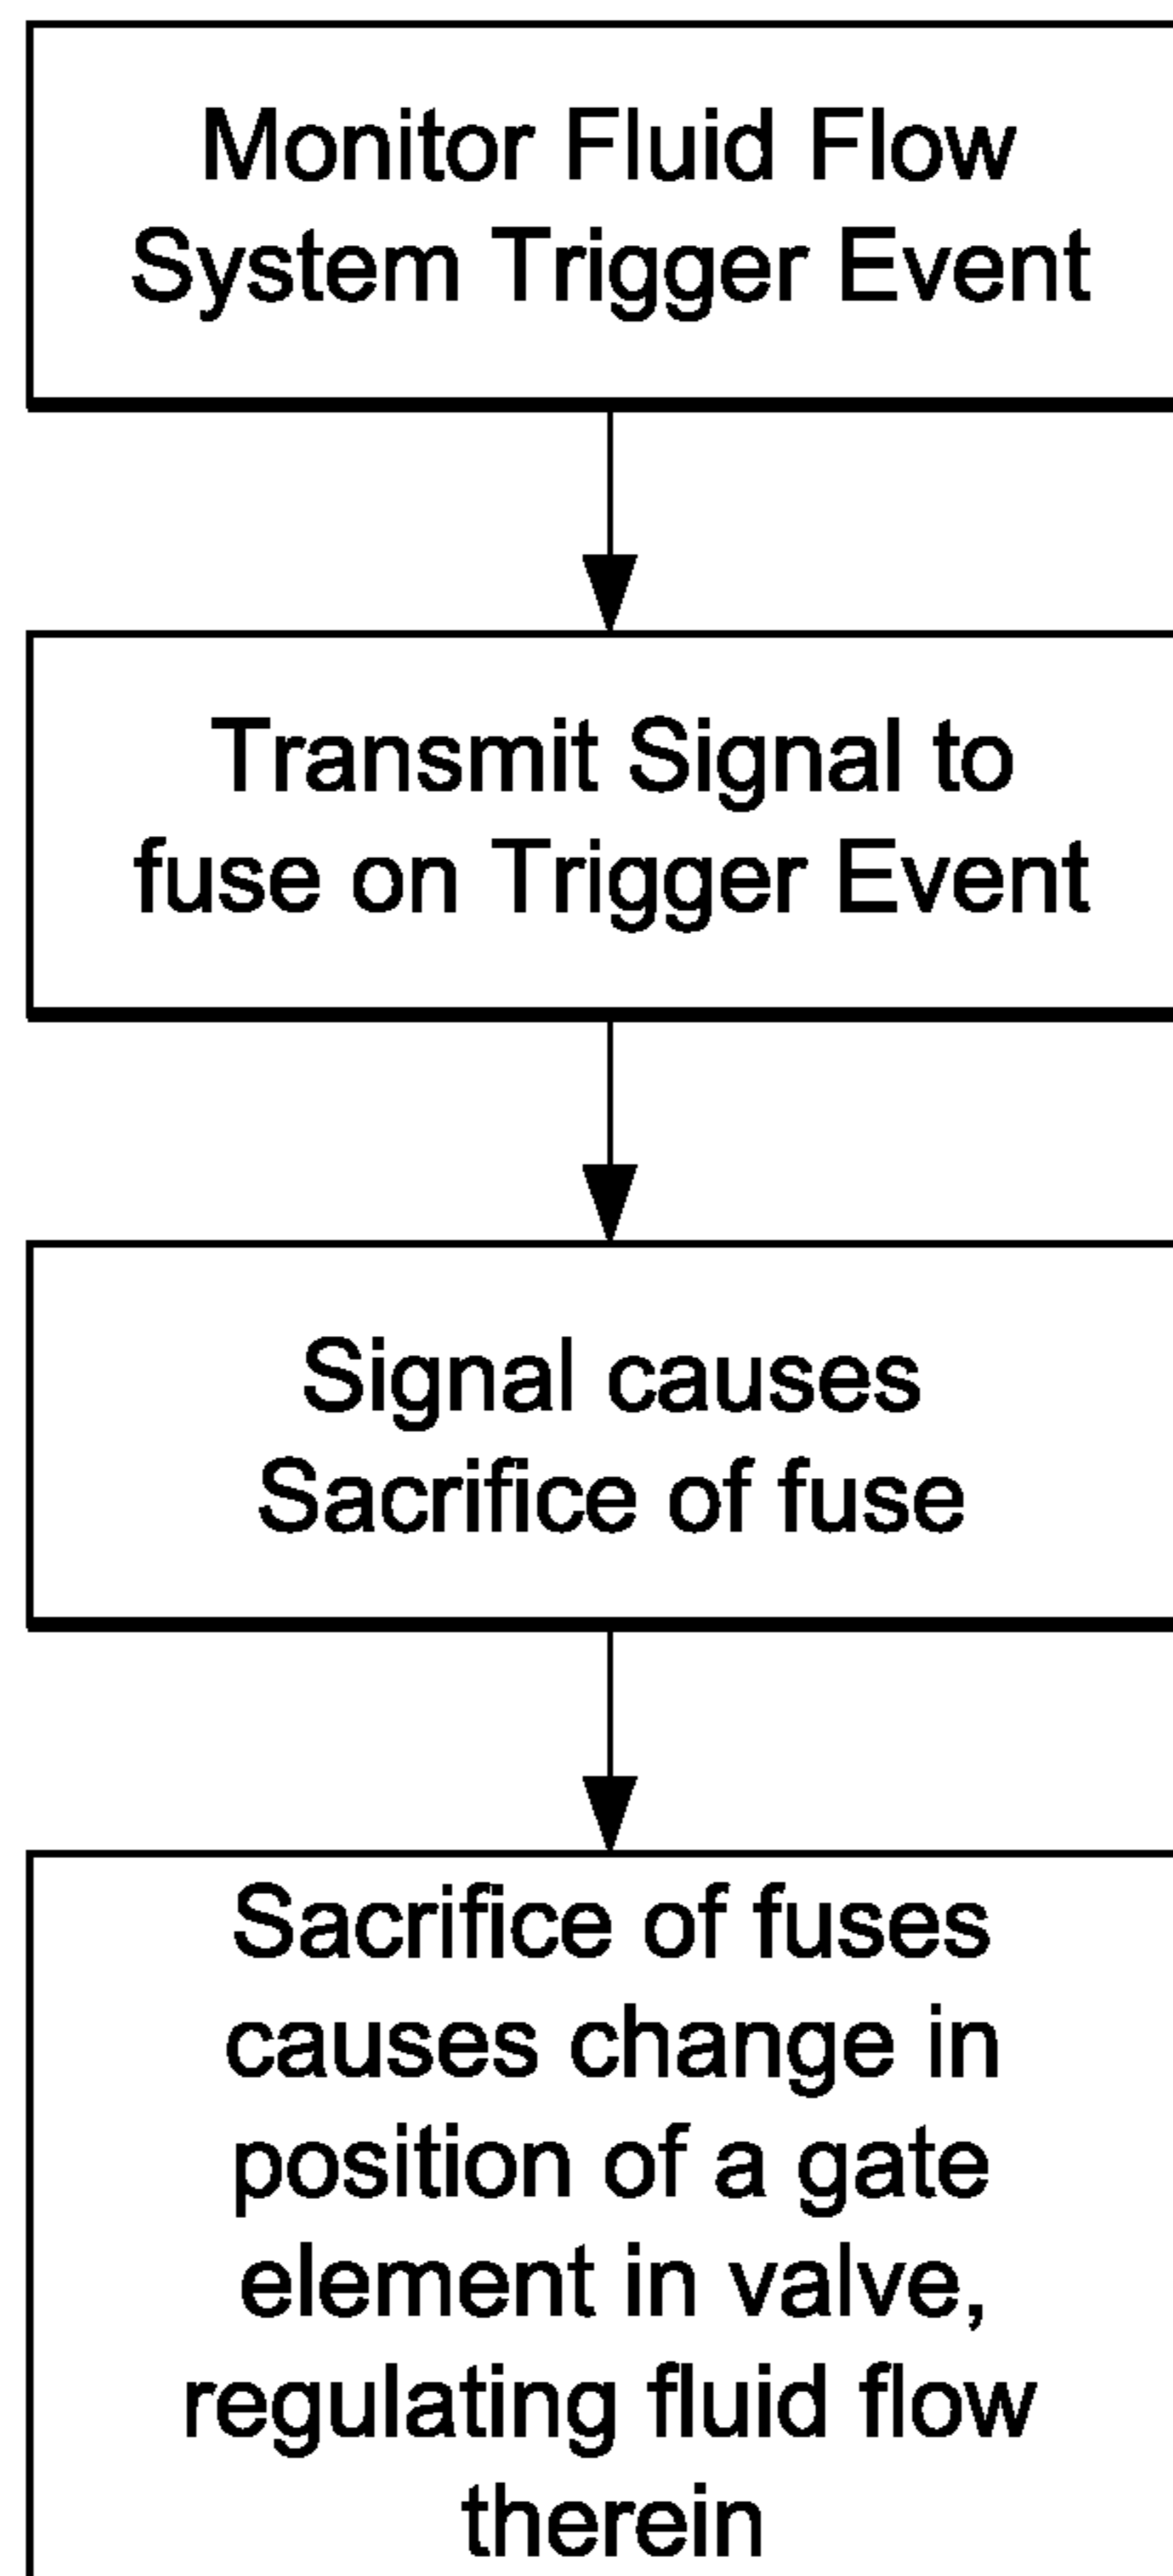 Monitor Fluid Flow
System Trigger Event
Transmit Signal to
fuse on Trigger Event
Signal causes
Sacrifice of fuse
Sacrifice of fuses
causes change in
position of a gate
element in valve,
regulating fluid flow
therein